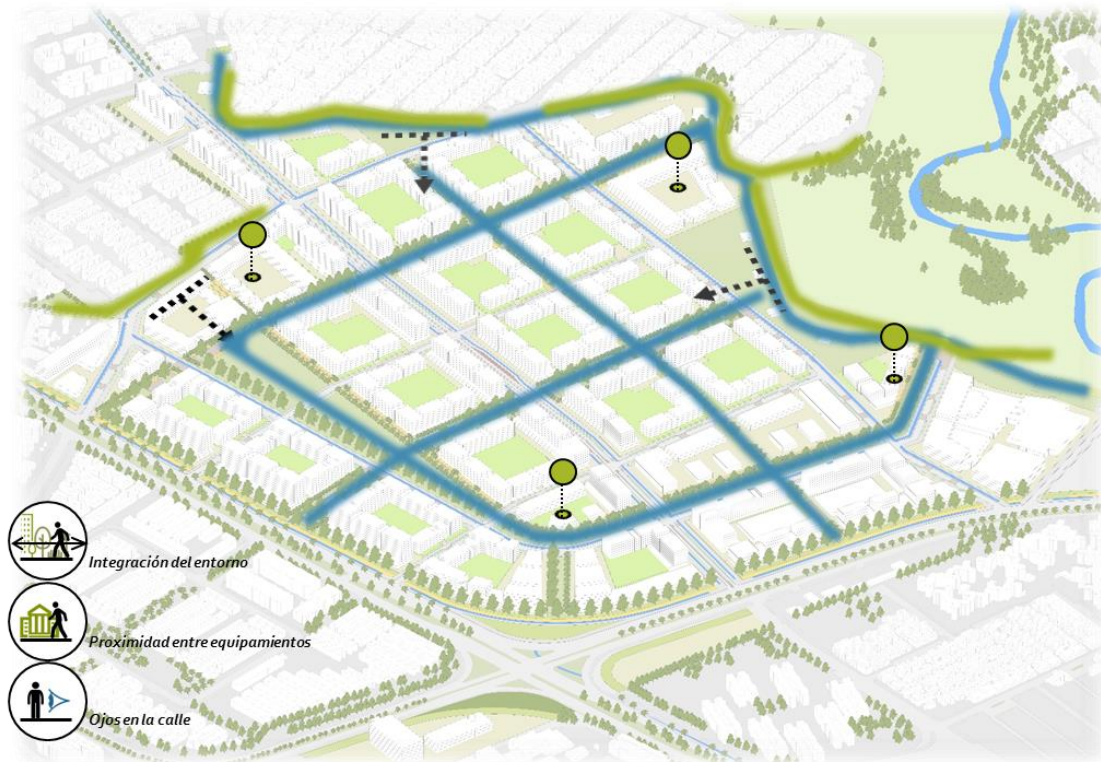 Integración del entorno
Proximidad entre equipamientos
Ojos en la calle